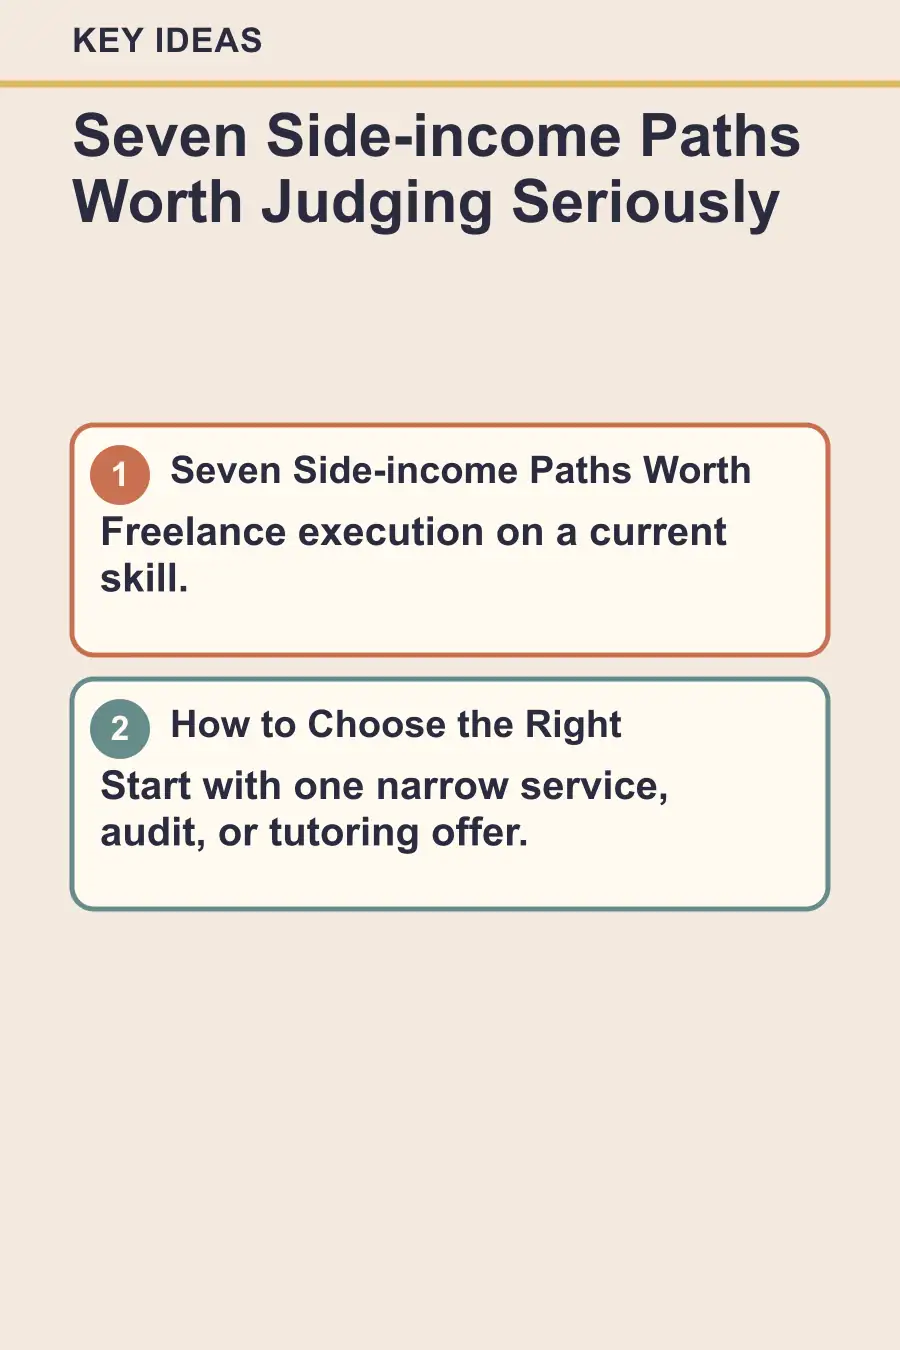 KEY IDEAS
Seven Side-income Paths
Worth Judging Seriously
1 Seven Side-income Paths Worth
Freelance execution on a current
skill.
2 How to Choose the Right
Start with one narrow service,
audit, or tutoring offer.